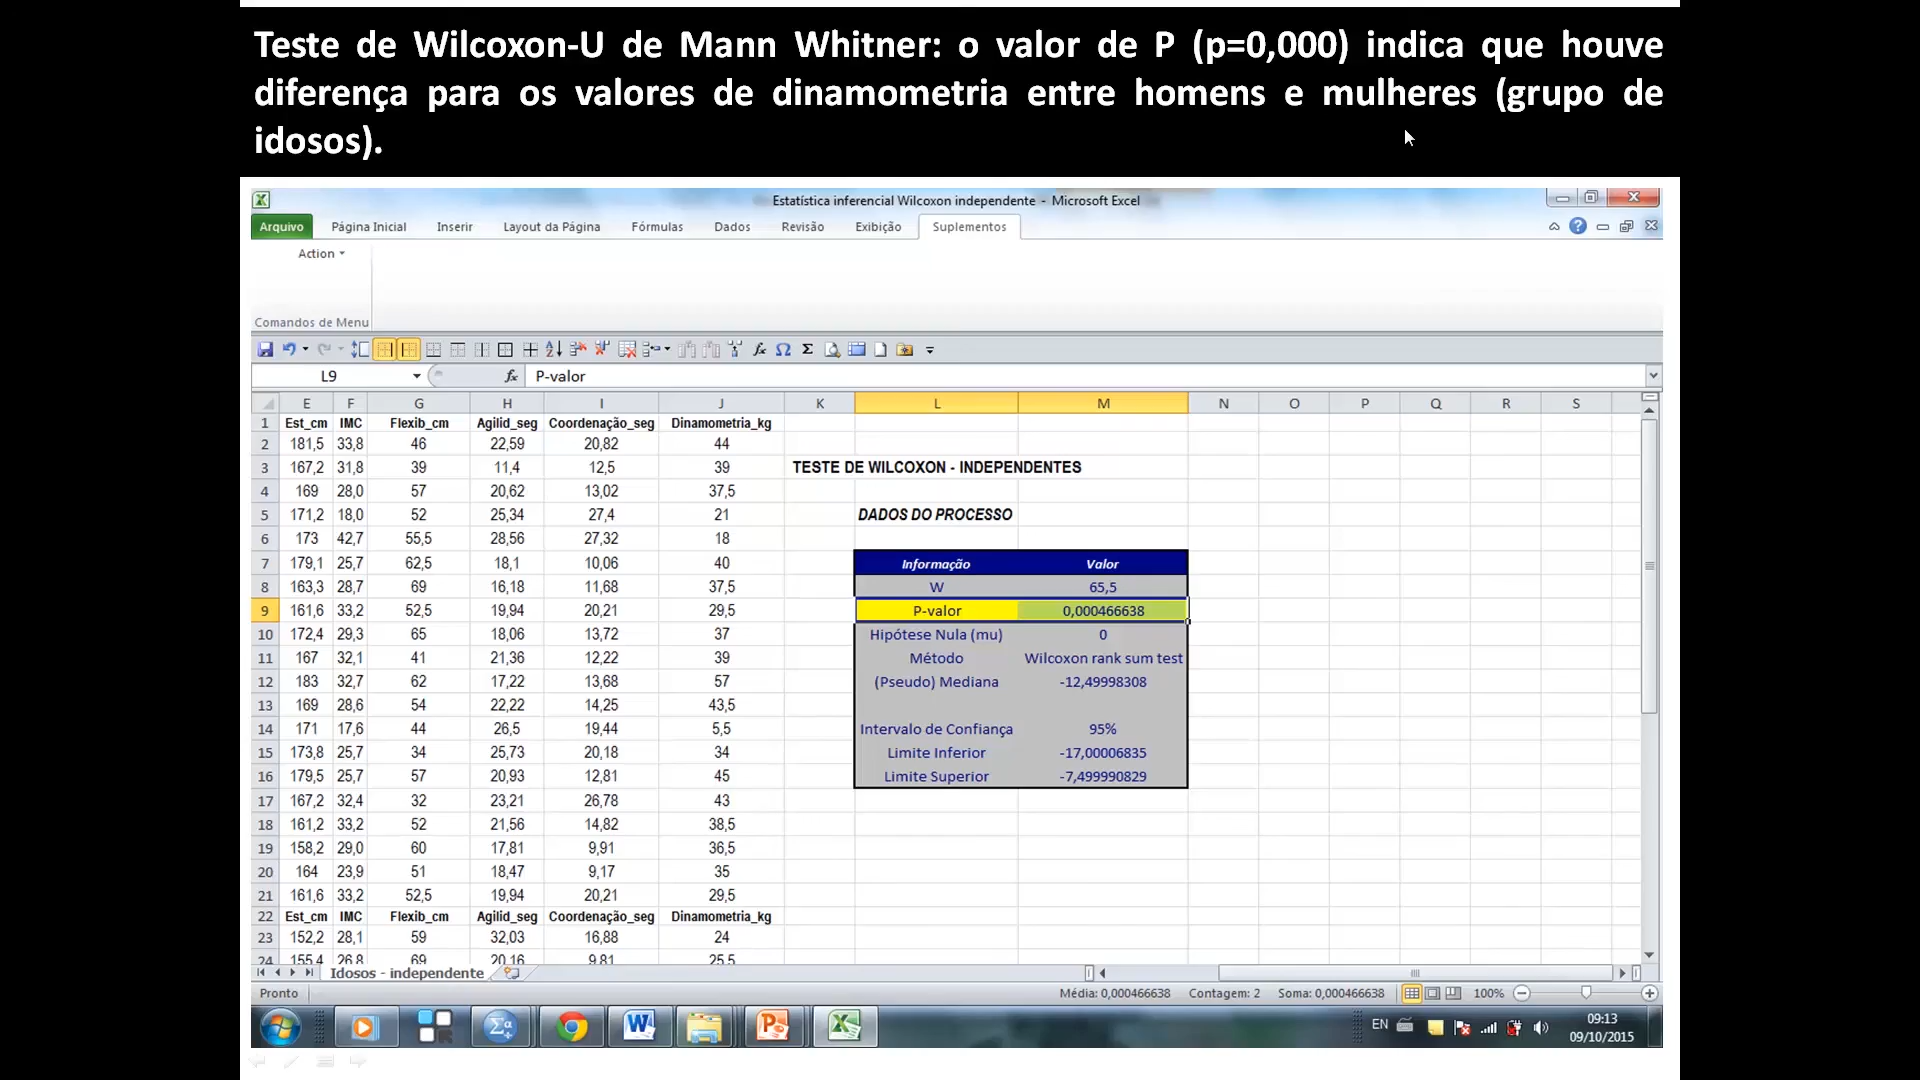 Teste de Wilcoxon-U de Mann Whitner: o valor de P (p=0,000) indica que houve
diferença para os valores de dinamometria entre homens e mulheres (grupo de
idosos).
Estatística inferencial Wilcoxon independente - Microsoft Excel
Arquivo Página Inicial Inserir Layout da Página Fórmulas Dados Revisão Exibição Suplementos
Action
Comandos de Menu
L9 fx P-valor
E F G H I J K L M N O P Q R S
1 Est_cm IMC Flexib_cm Agilid_seg Coordenação_seg Dinamometria_kg
2 181,5 33,8 46 22,59 20,82 44
3 167,2 31,8 39 11,4 12,5 39 TESTE DE WILCOXON - INDEPENDENTES
4 169 28,0 57 20,62 13,02 37,5
5 171,2 18,0 52 25,34 27,4 21 DADOS DO PROCESSO
6 173 42,7 55,5 28,56 27,32 18
7 179,1 25,7 62,5 18,1 10,06 40 Informação Valor
8 163,3 28,7 69 16,18 11,68 37,5 W 65,5
9 161,6 33,2 52,5 19,94 20,21 29,5 P-valor 0,000466638
10 172,4 29,3 65 18,06 13,72 37 Hipótese Nula (mu) 0
11 167 32,1 41 21,36 12,22 39 Método Wilcoxon rank sum test
12 183 32,7 62 17,22 13,68 57 (Pseudo) Mediana -12,49998308
13 169 28,6 54 22,22 14,25 43,5
14 171 17,6 44 26,5 19,44 5,5 Intervalo de Confiança 95%
15 173,8 25,7 34 25,73 20,18 34 Limite Inferior -17,00006835
16 179,5 25,7 57 20,93 12,81 45 Limite Superior -7,499990829
17 167,2 32,4 32 23,21 26,78 43
18 161,2 33,2 52 21,56 14,82 38,5
19 158,2 29,0 60 17,81 9,91 36,5
20 164 23,9 51 18,47 9,17 35
21 161,6 33,2 52,5 19,94 20,21 29,5
22 Est_cm IMC Flexib_cm Agilid_seg Coordenação_seg Dinamometria_kg
23 152,2 28,1 59 32,03 16,88 24
24 155,4 26,8 69 20,16 9,81 25,5
Idosos - independente
Pronto Média: 0,000466638 Contagem: 2 Soma: 0,000466638 100%
EN 09:13
09/10/2015